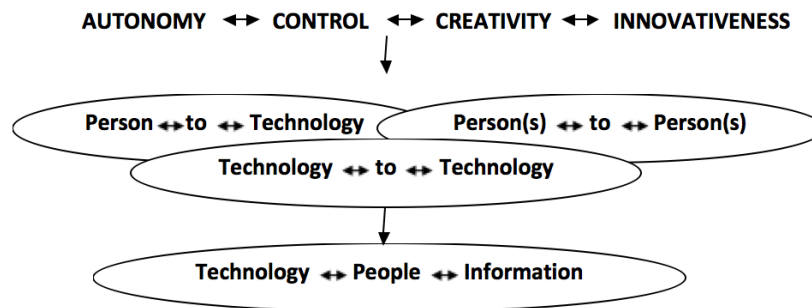 AUTONOMY ↔ CONTROL ↔ CREATIVITY ↔ INNOVATIVENESS
Person ↔ to ↔ Technology
Person(s) ↔ to ↔ Person(s)
Technology ↔ to ↔ Technology
Technology ↔ People ↔ Information